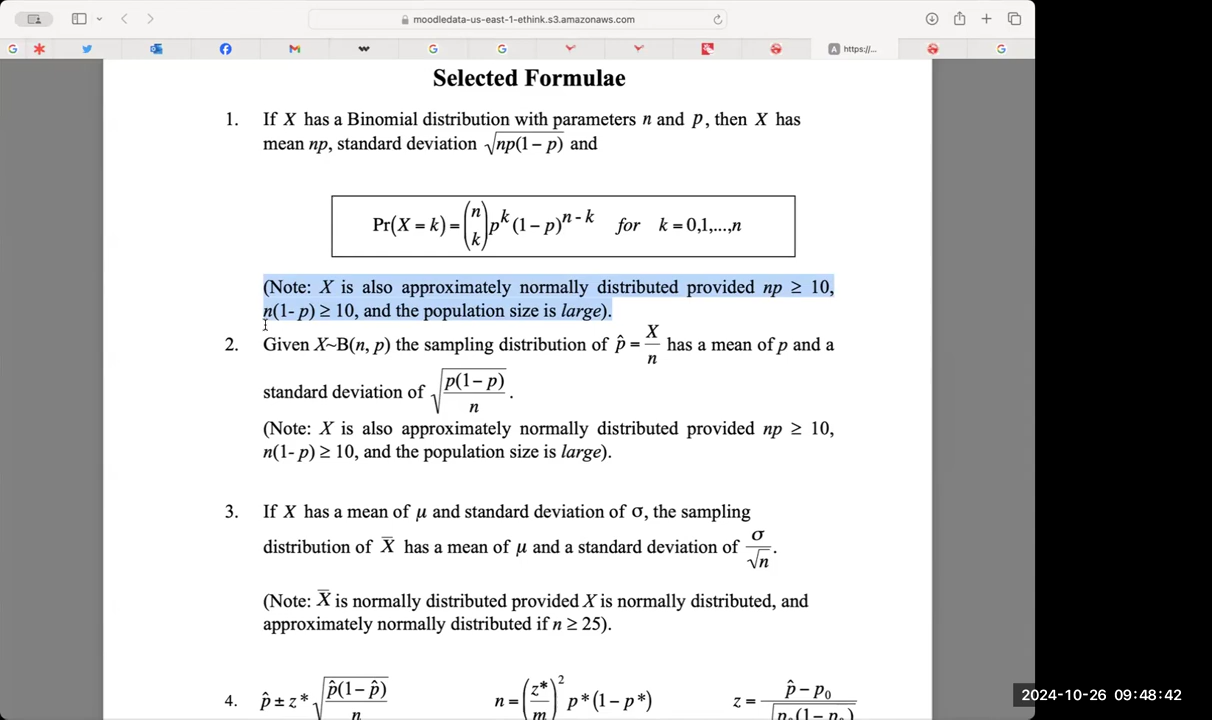 moodledata-us-east-1-ethink.s3.amazonaws.com
https://...
Selected Formulae
1. If X has a Binomial distribution with parameters n and p, then X has
mean np, standard deviation √np(1 – p) and
Pr(X = k) = (n k) p^k (1 – p)^n - k for k = 0,1,...,n
(Note: X is also approximately normally distributed provided np ≥ 10,
n(1- p) ≥ 10, and the population size is large).
2. Given X~B(n, p) the sampling distribution of p̂ = X/n has a mean of p and a
standard deviation of √p(1 – p)/n .
(Note: X is also approximately normally distributed provided np ≥ 10,
n(1- p) ≥ 10, and the population size is large).
3. If X has a mean of μ and standard deviation of σ, the sampling
distribution of X̅ has a mean of μ and a standard deviation of σ/√n .
(Note: X̅ is normally distributed provided X is normally distributed, and
approximately normally distributed if n ≥ 25).
4. p̂ ± z * √p̂(1 – p̂)/n n = (z*/m)^2 p * (1 – p*) z = p̂ – p0/√p0(1 – p0)
2024-10-26 09:48:42